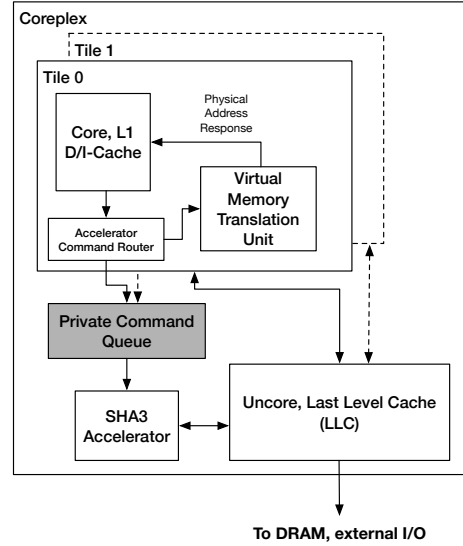 Coreplex
Tile 1
Tile 0
Core, L1
D/I-Cache
Physical
Address
Response
Virtual
Memory
Translation
Unit
Accelerator
Command Router
Private Command
Queue
SHA3
Accelerator
Uncore, Last Level Cache
(LLC)
To DRAM, external I/O